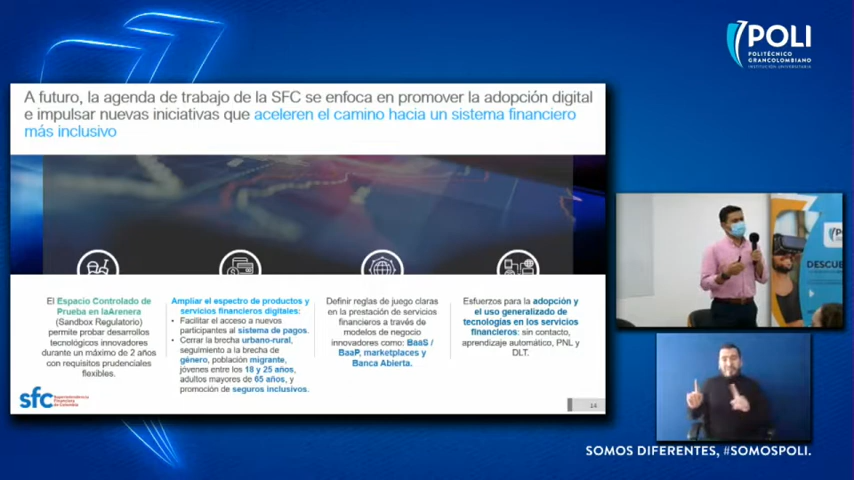 POLI
POLITÉCNICO
GRANCOLOMBIANO
INSTITUCIÓN UNIVERSITARIA
A futuro, la agenda de trabajo de la SFC se enfoca en promover la adopción digital
e impulsar nuevas iniciativas que aceleren el camino hacia un sistema financiero
más inclusivo
El Espacio Controlado de
Prueba en laArenera
(Sandbox Regulatorio)
permite probar desarrollos
tecnológicos innovadores
durante un máximo de 2 años
con requisitos prudenciales
flexibles.
Ampliar el espectro de productos y
servicios financieros digitales:
• Facilitar el acceso a nuevos
participantes al sistema de pagos.
• Cerrar la brecha urbano-rural,
seguimiento a la brecha de
género, población migrante,
jóvenes entre los 18 y 25 años,
adultos mayores de 65 años, y
promoción de seguros inclusivos.
Definir reglas de juego claras
en la prestación de servicios
financieros a través de
modelos de negocio
innovadores como: BaaS /
BaaP, marketplaces y
Banca Abierta.
Esfuerzos para la adopción y
el uso generalizado de
tecnologías en los servicios
financieros: sin contacto,
aprendizaje automático, PNL y
DLT.
sfc
Superintendencia
Financiera
de Colombia
14
POLI
DESCUB
SOMOS DIFERENTES, #SOMOSPOLI.